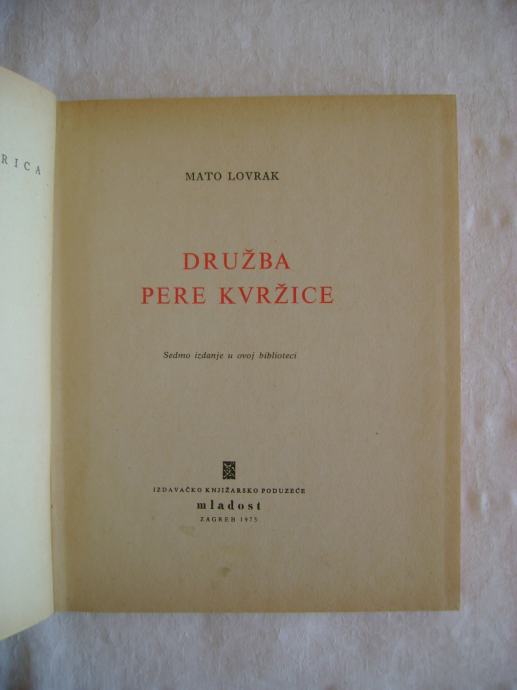 RICA
MATO LOVRAK
DRUŽBA
PERE KVRŽICE
Sedmo izdanje u ovoj biblioteci
IZDAVAČKO KNJIŽARSKO PODUZEĆE
mladost
ZAGREB 1975